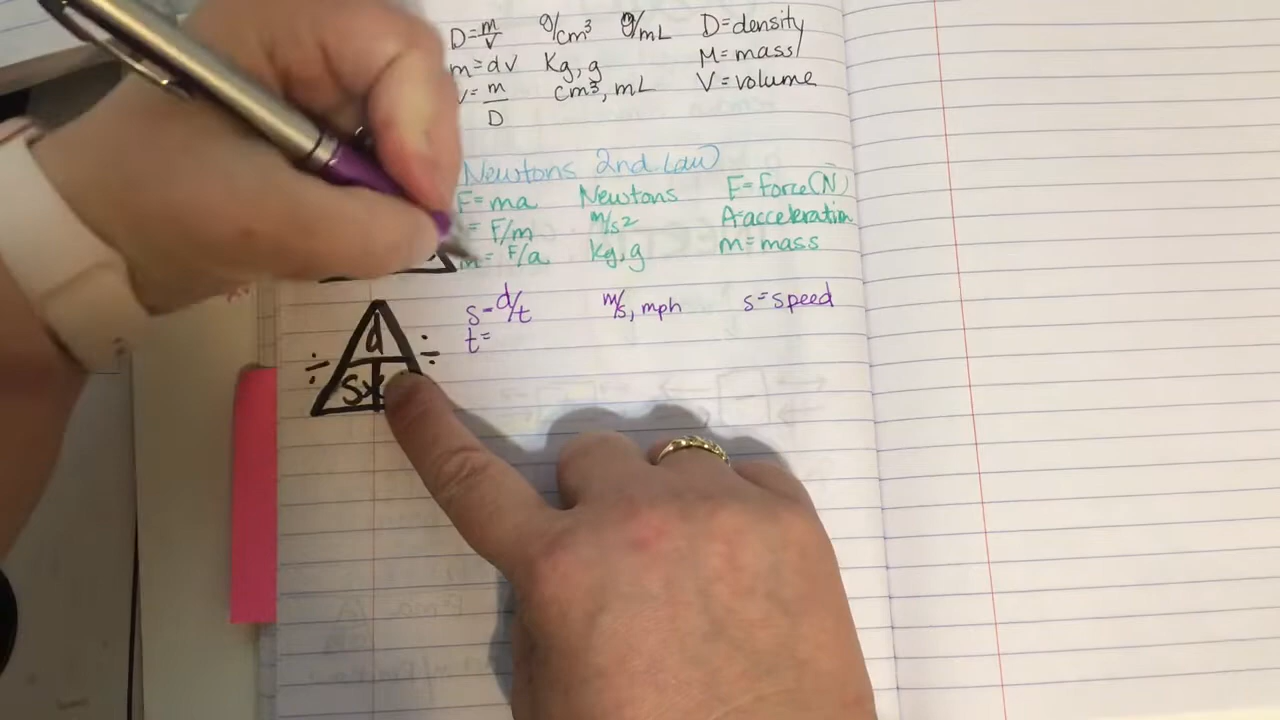 D=m/V g/cm³ g/mL D=density
m=dV Kg, g M=mass
V=m/D cm³, mL V=volume
Newtons 2nd Law
F=ma Newtons F=force(N)
= F/m m/s² A=acceleration
m= F/a kg, g m=mass
s=d/t m/s, mph s=speed
t=
d
÷ ÷
s x